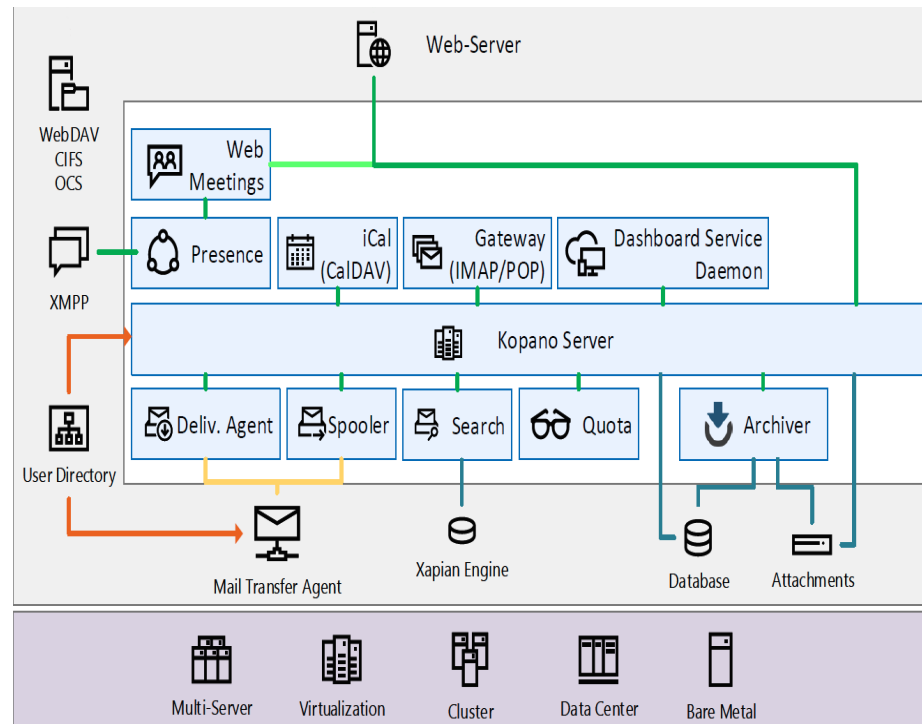 Web-Server
WebDAV
CIFS
OCS
Web
Meetings
XMPP
Presence
iCal
(CalDAV)
Gateway
(IMAP/POP)
Dashboard Service
Daemon
Kopano Server
User Directory
Deliv. Agent
Spooler
Search
Quota
Archiver
Mail Transfer Agent
Xapian Engine
Database
Attachments
Multi-Server
Virtualization
Cluster
Data Center
Bare Metal